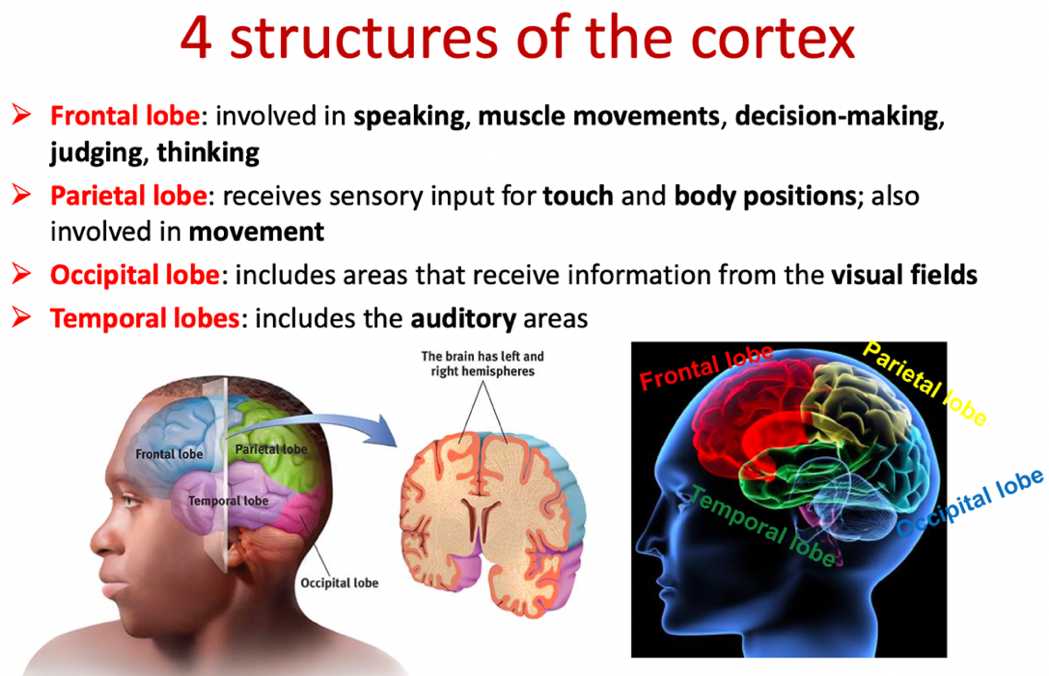 4 structures of the cortex
Frontal lobe: involved in speaking, muscle movements, decision-making,
judging, thinking
Parietal lobe: receives sensory input for touch and body positions; also
involved in movement
Occipital lobe: includes areas that receive information from the visual fields
Temporal lobes: includes the auditory areas
Frontal lobe
Parietal lobe
Temporal lobe
Occipital lobe
The brain has left and
right hemispheres
Frontal lobe
Parietal lobe
Temporal lobe
Occipital lobe